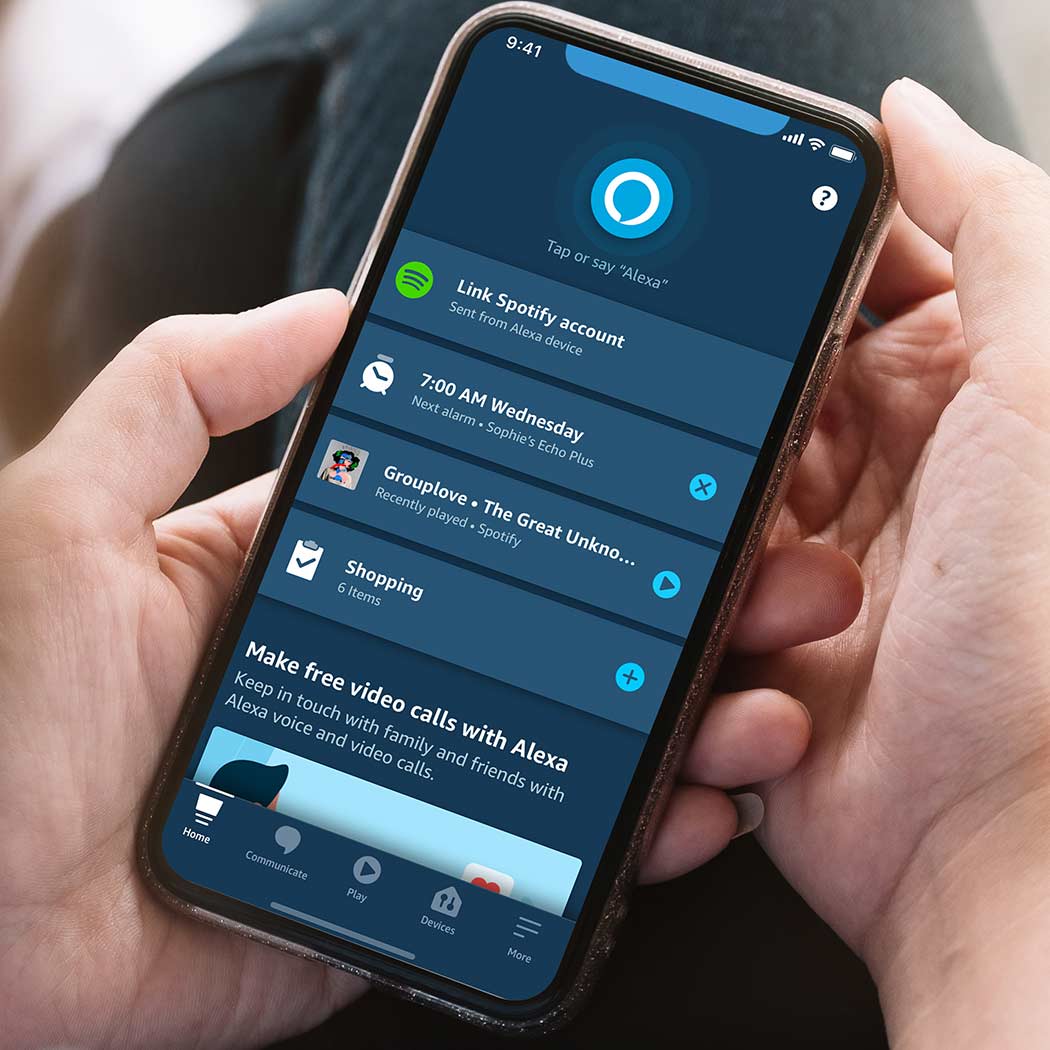 9:41
?
Tap or say “Alexa”
Link Spotify account
Sent from Alexa device
7:00 AM Wednesday
Next alarm • Sophie's Echo Plus
Grouplove • The Great Unkno...
Recently played • Spotify
Shopping
6 Items
Make free video calls with Alexa
Keep in touch with family and friends with
Alexa voice and video calls.
Home
Communicate
Play
Devices
More